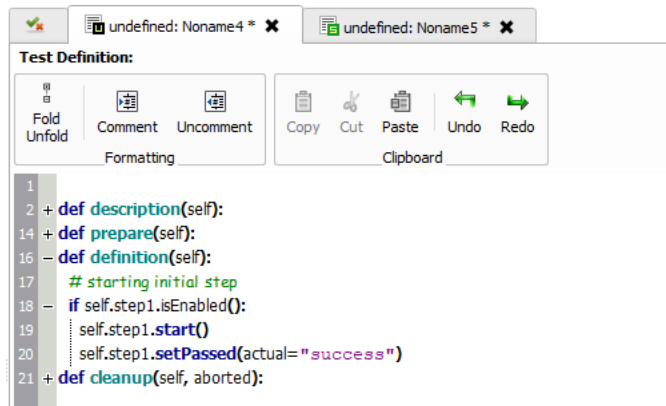 undefined: Noname4 * undefined: Noname5 *
Test Definition:
Fold Unfold Comment Uncomment Copy Cut Paste Undo Redo
Formatting Clipboard
1
2 + def description(self):
14 + def prepare(self):
16 – def definition(self):
17 # starting initial step
18 – if self.step1.isEnabled():
19 self.step1.start()
20 self.step1.setPassed(actual="success")
21 + def cleanup(self, aborted):